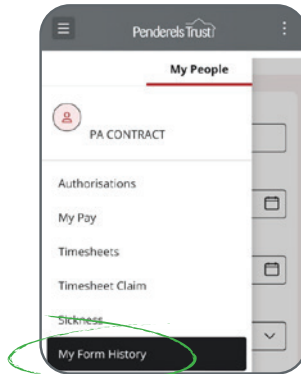 Penderels Trust
My People
PA CONTRACT
Authorisations
My Pay
Timesheets
Timesheet Claim
Sickness
My Form History